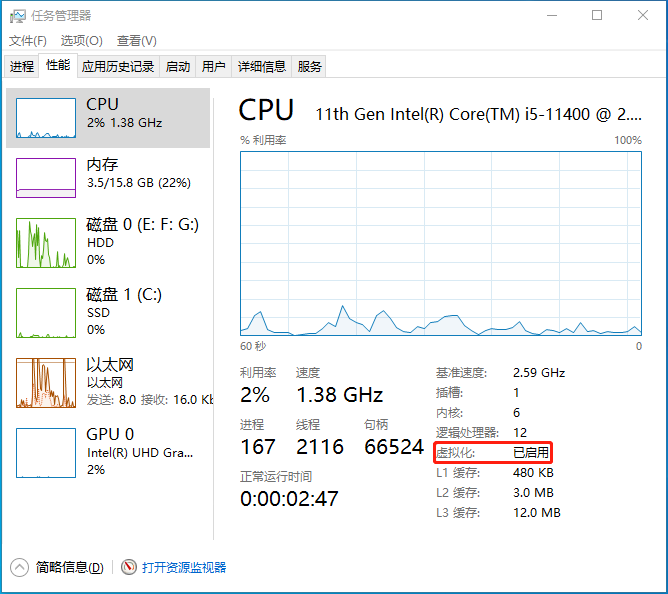 任务管理器
文件(F) 选项(O) 查看(V)
进程 性能 应用历史记录 启动 用户 详细信息 服务
CPU
2% 1.38 GHz
内存
3.5/15.8 GB (22%)
磁盘 0 (E: F: G:)
HDD
0%
磁盘 1 (C:)
SSD
0%
以太网
以太网
发送: 8.0 接收: 16.0 Kb
GPU 0
Intel(R) UHD Gra...
2%
CPU 11th Gen Intel(R) Core(TM) i5-11400 @ 2....
% 利用率 100%
60 秒 0
利用率 速度
2% 1.38 GHz
进程 线程 句柄
167 2116 66524
正常运行时间
0:00:02:47
基准速度: 2.59 GHz
插槽: 1
内核: 6
逻辑处理器: 12
虚拟化: 已启用
L1 缓存: 480 KB
L2 缓存: 3.0 MB
L3 缓存: 12.0 MB
简略信息(D) 打开资源监视器